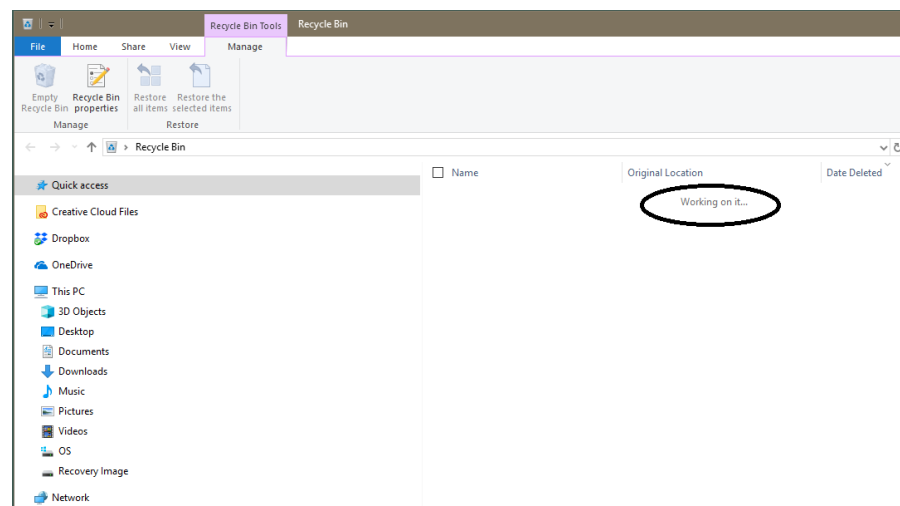 Recycle Bin Tools Recycle Bin
File Home Share View Manage
Empty Recycle Bin Restore Restore the
Recycle Bin properties all items selected items
Manage Restore
Recycle Bin
Name Original Location Date Deleted
Quick access
Working on it...
Creative Cloud Files
Dropbox
OneDrive
This PC
3D Objects
Desktop
Documents
Downloads
Music
Pictures
Videos
OS
Recovery Image
Network